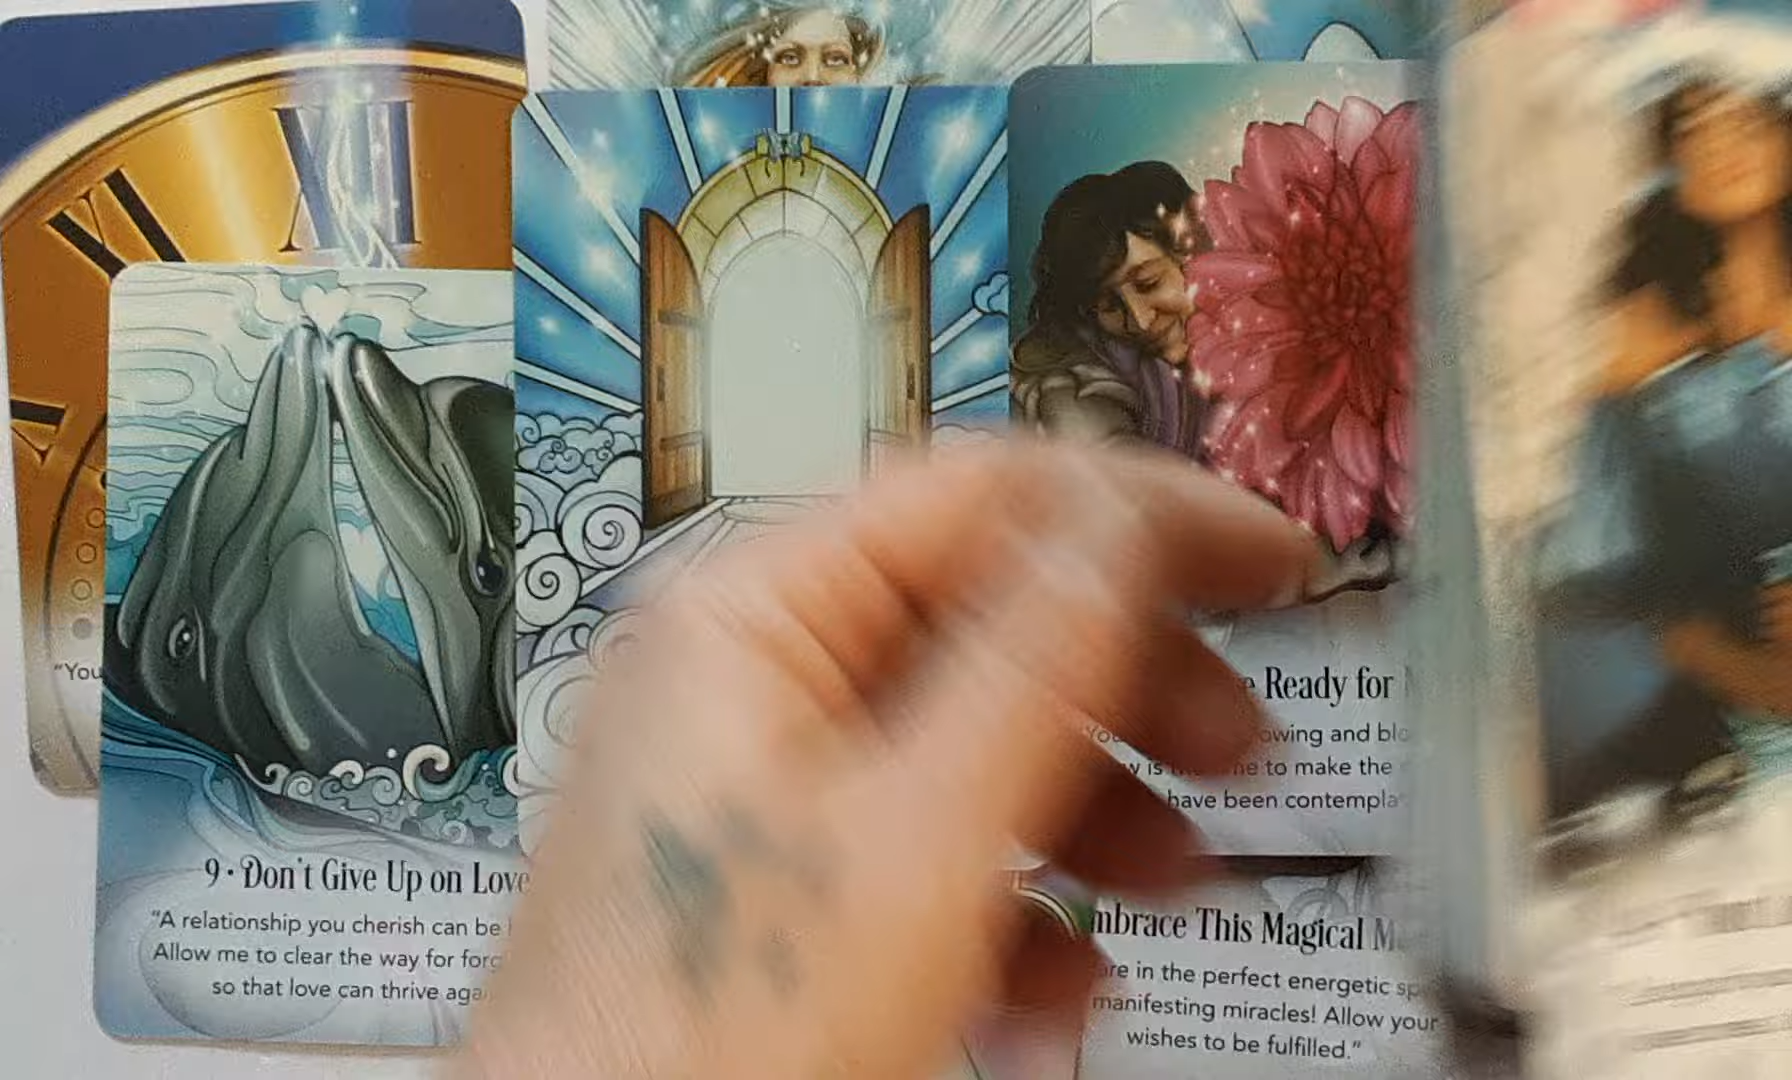 XII
XI
X
"You
9 · Don't Give Up on Love
"A relationship you cherish can be
Allow me to clear the way for forg
so that love can thrive aga
Ready for
owing and blo
is to make the
have been contempla
mbrace This Magical M
are in the perfect energetic sp
manifesting miracles! Allow your
wishes to be fulfilled."